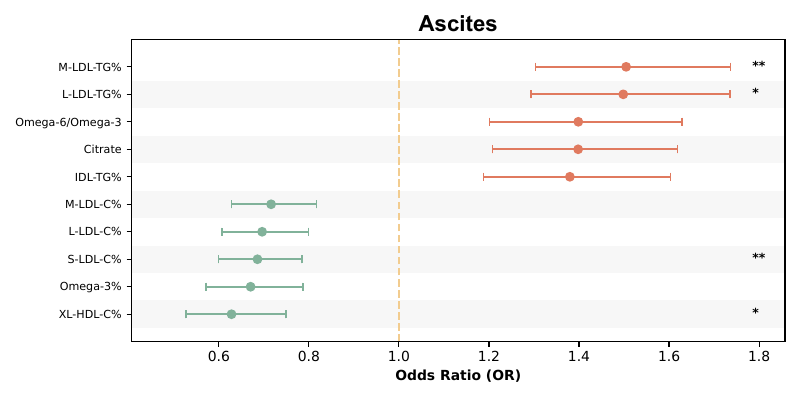 Ascites
M-LDL-TG% **
L-LDL-TG% *
Omega-6/Omega-3
Citrate
IDL-TG%
M-LDL-C%
L-LDL-C%
S-LDL-C% **
Omega-3%
XL-HDL-C% *
0.6 0.8 1.0 1.2 1.4 1.6 1.8
Odds Ratio (OR)